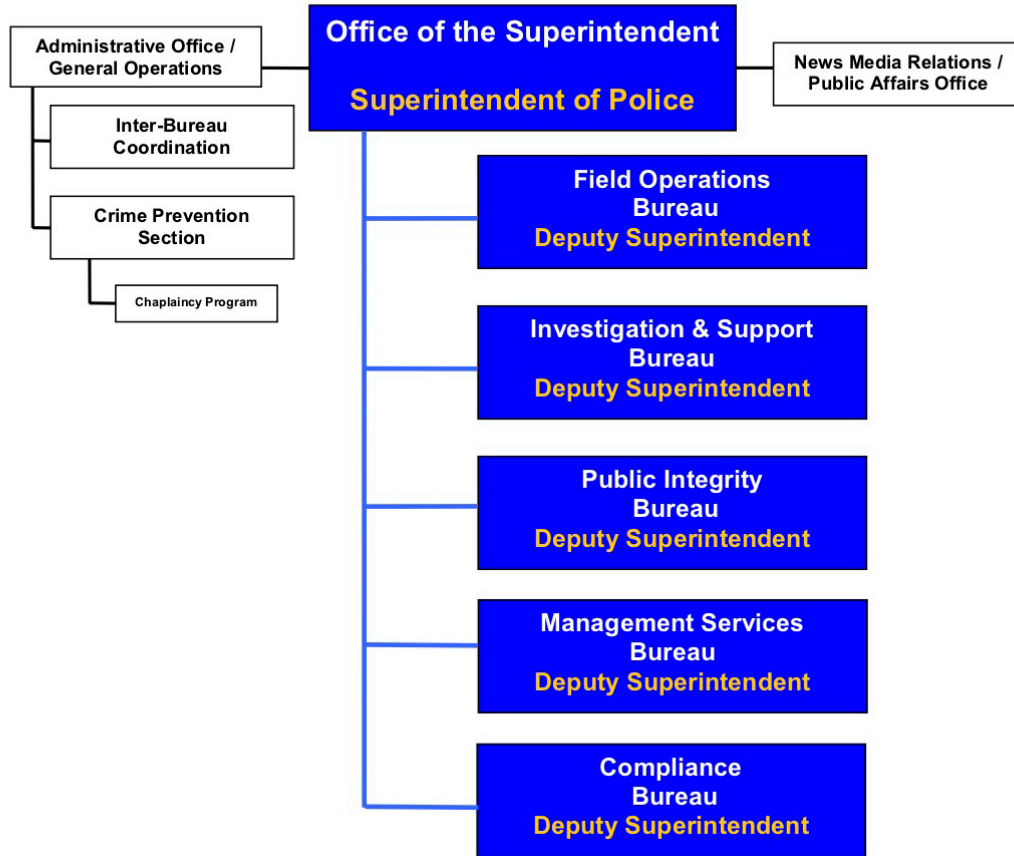 Office of the Superintendent
Superintendent of Police
Administrative Office /
General Operations
Inter-Bureau
Coordination
Crime Prevention
Section
Chaplaincy Program
News Media Relations /
Public Affairs Office
Field Operations
Bureau
Deputy Superintendent
Investigation & Support
Bureau
Deputy Superintendent
Public Integrity
Bureau
Deputy Superintendent
Management Services
Bureau
Deputy Superintendent
Compliance
Bureau
Deputy Superintendent